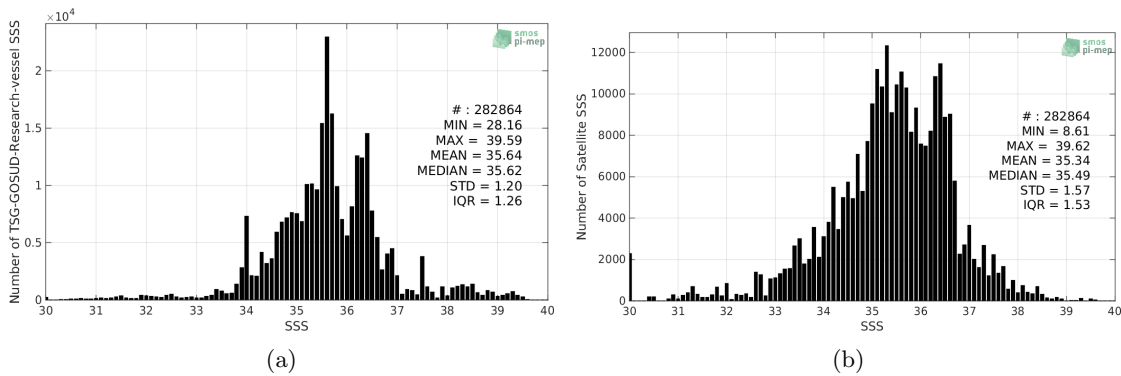 ×10⁴
Number of TSG-GOSUD-Research-vessel SSS
2
1.5
1
0.5
0
smos
pi-mep
# : 282864
MIN = 28.16
MAX = 39.59
MEAN = 35.64
MEDIAN = 35.62
STD = 1.20
IQR = 1.26
30 31 32 33 34 35 36 37 38 39 40
SSS
(a)
Number of Satellite SSS
12000
10000
8000
6000
4000
2000
0
smos
pi-mep
# : 282864
MIN = 8.61
MAX = 39.62
MEAN = 35.34
MEDIAN = 35.49
STD = 1.57
IQR = 1.53
30 31 32 33 34 35 36 37 38 39 40
SSS
(b)